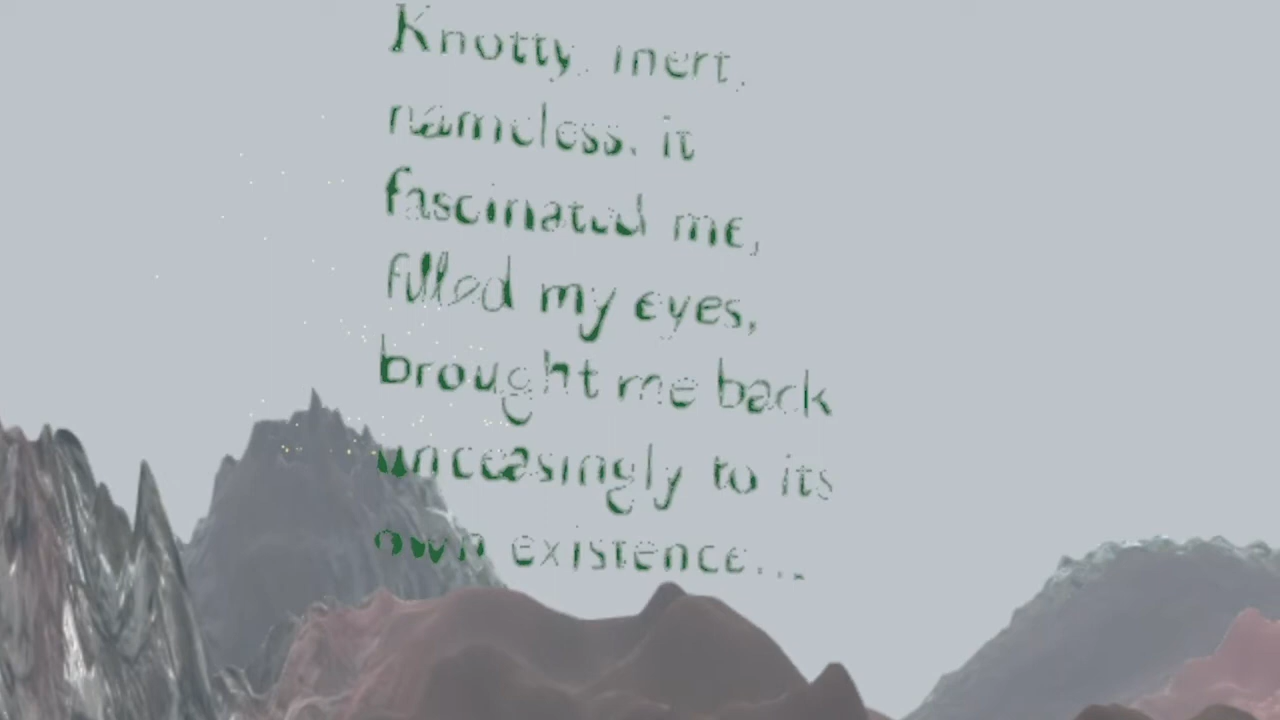 Knotty, inert,
nameless, it
fascinated me,
filled my eyes,
brought me back
unceasingly to its
own existence...